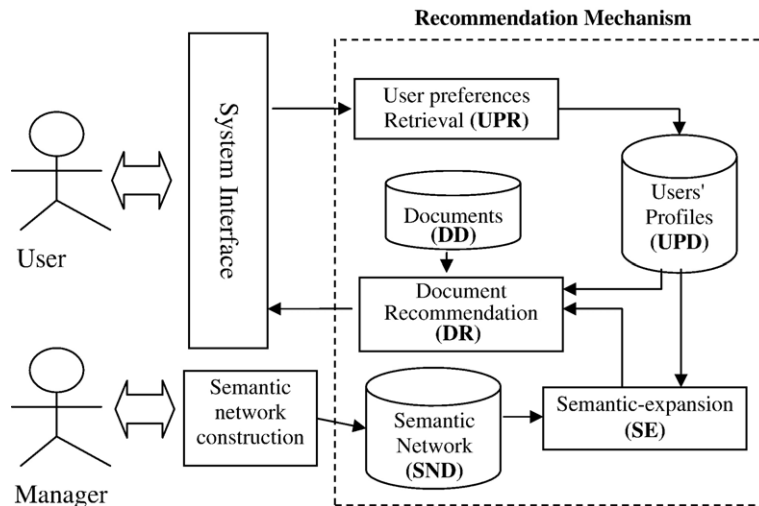 Recommendation Mechanism
System Interface
User preferences
Retrieval (UPR)
Users'
Profiles
(UPD)
Documents
(DD)
User
Document
Recommendation
(DR)
Semantic
network
construction
Semantic
Network
(SND)
Semantic-expansion
(SE)
Manager